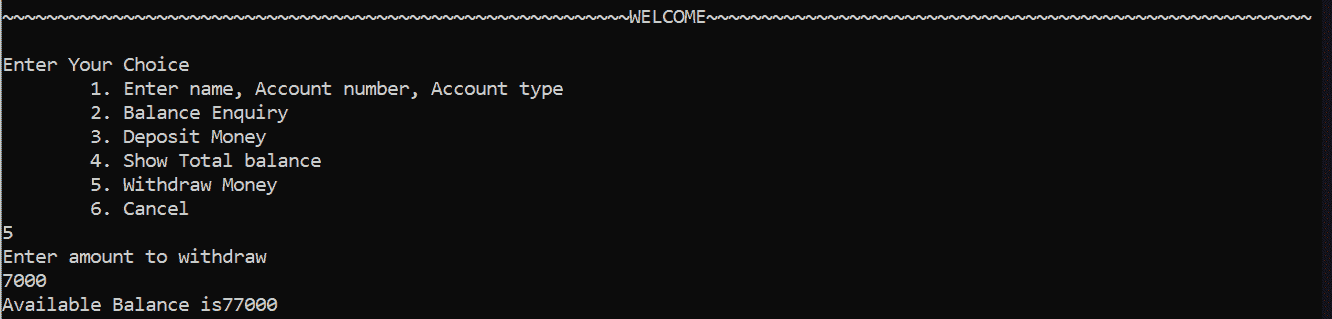 ~~~~~~~~~~~~~~~~~~~~~~~~~~~~~~~~~~~~~~~~~~~~~~~~~~~~~~~~~WELCOME~~~~~~~~~~~~~~~~~~~~~~~~~~~~~~~~~~~~~~~~~~~~~~~~~~~~~~~
Enter Your Choice
1. Enter name, Account number, Account type
2. Balance Enquiry
3. Deposit Money
4. Show Total balance
5. Withdraw Money
6. Cancel
5
Enter amount to withdraw
7000
Available Balance is77000